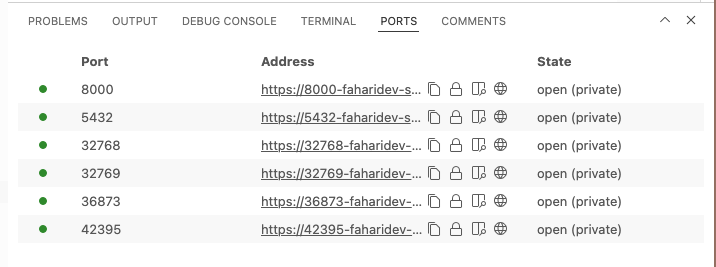 PROBLEMS OUTPUT DEBUG CONSOLE TERMINAL PORTS COMMENTS
Port Address State
8000 https://8000-faharidev-s... open (private)
5432 https://5432-faharidev-s... open (private)
32768 https://32768-faharidev-... open (private)
32769 https://32769-faharidev-... open (private)
36873 https://36873-faharidev-... open (private)
42395 https://42395-faharidev-... open (private)